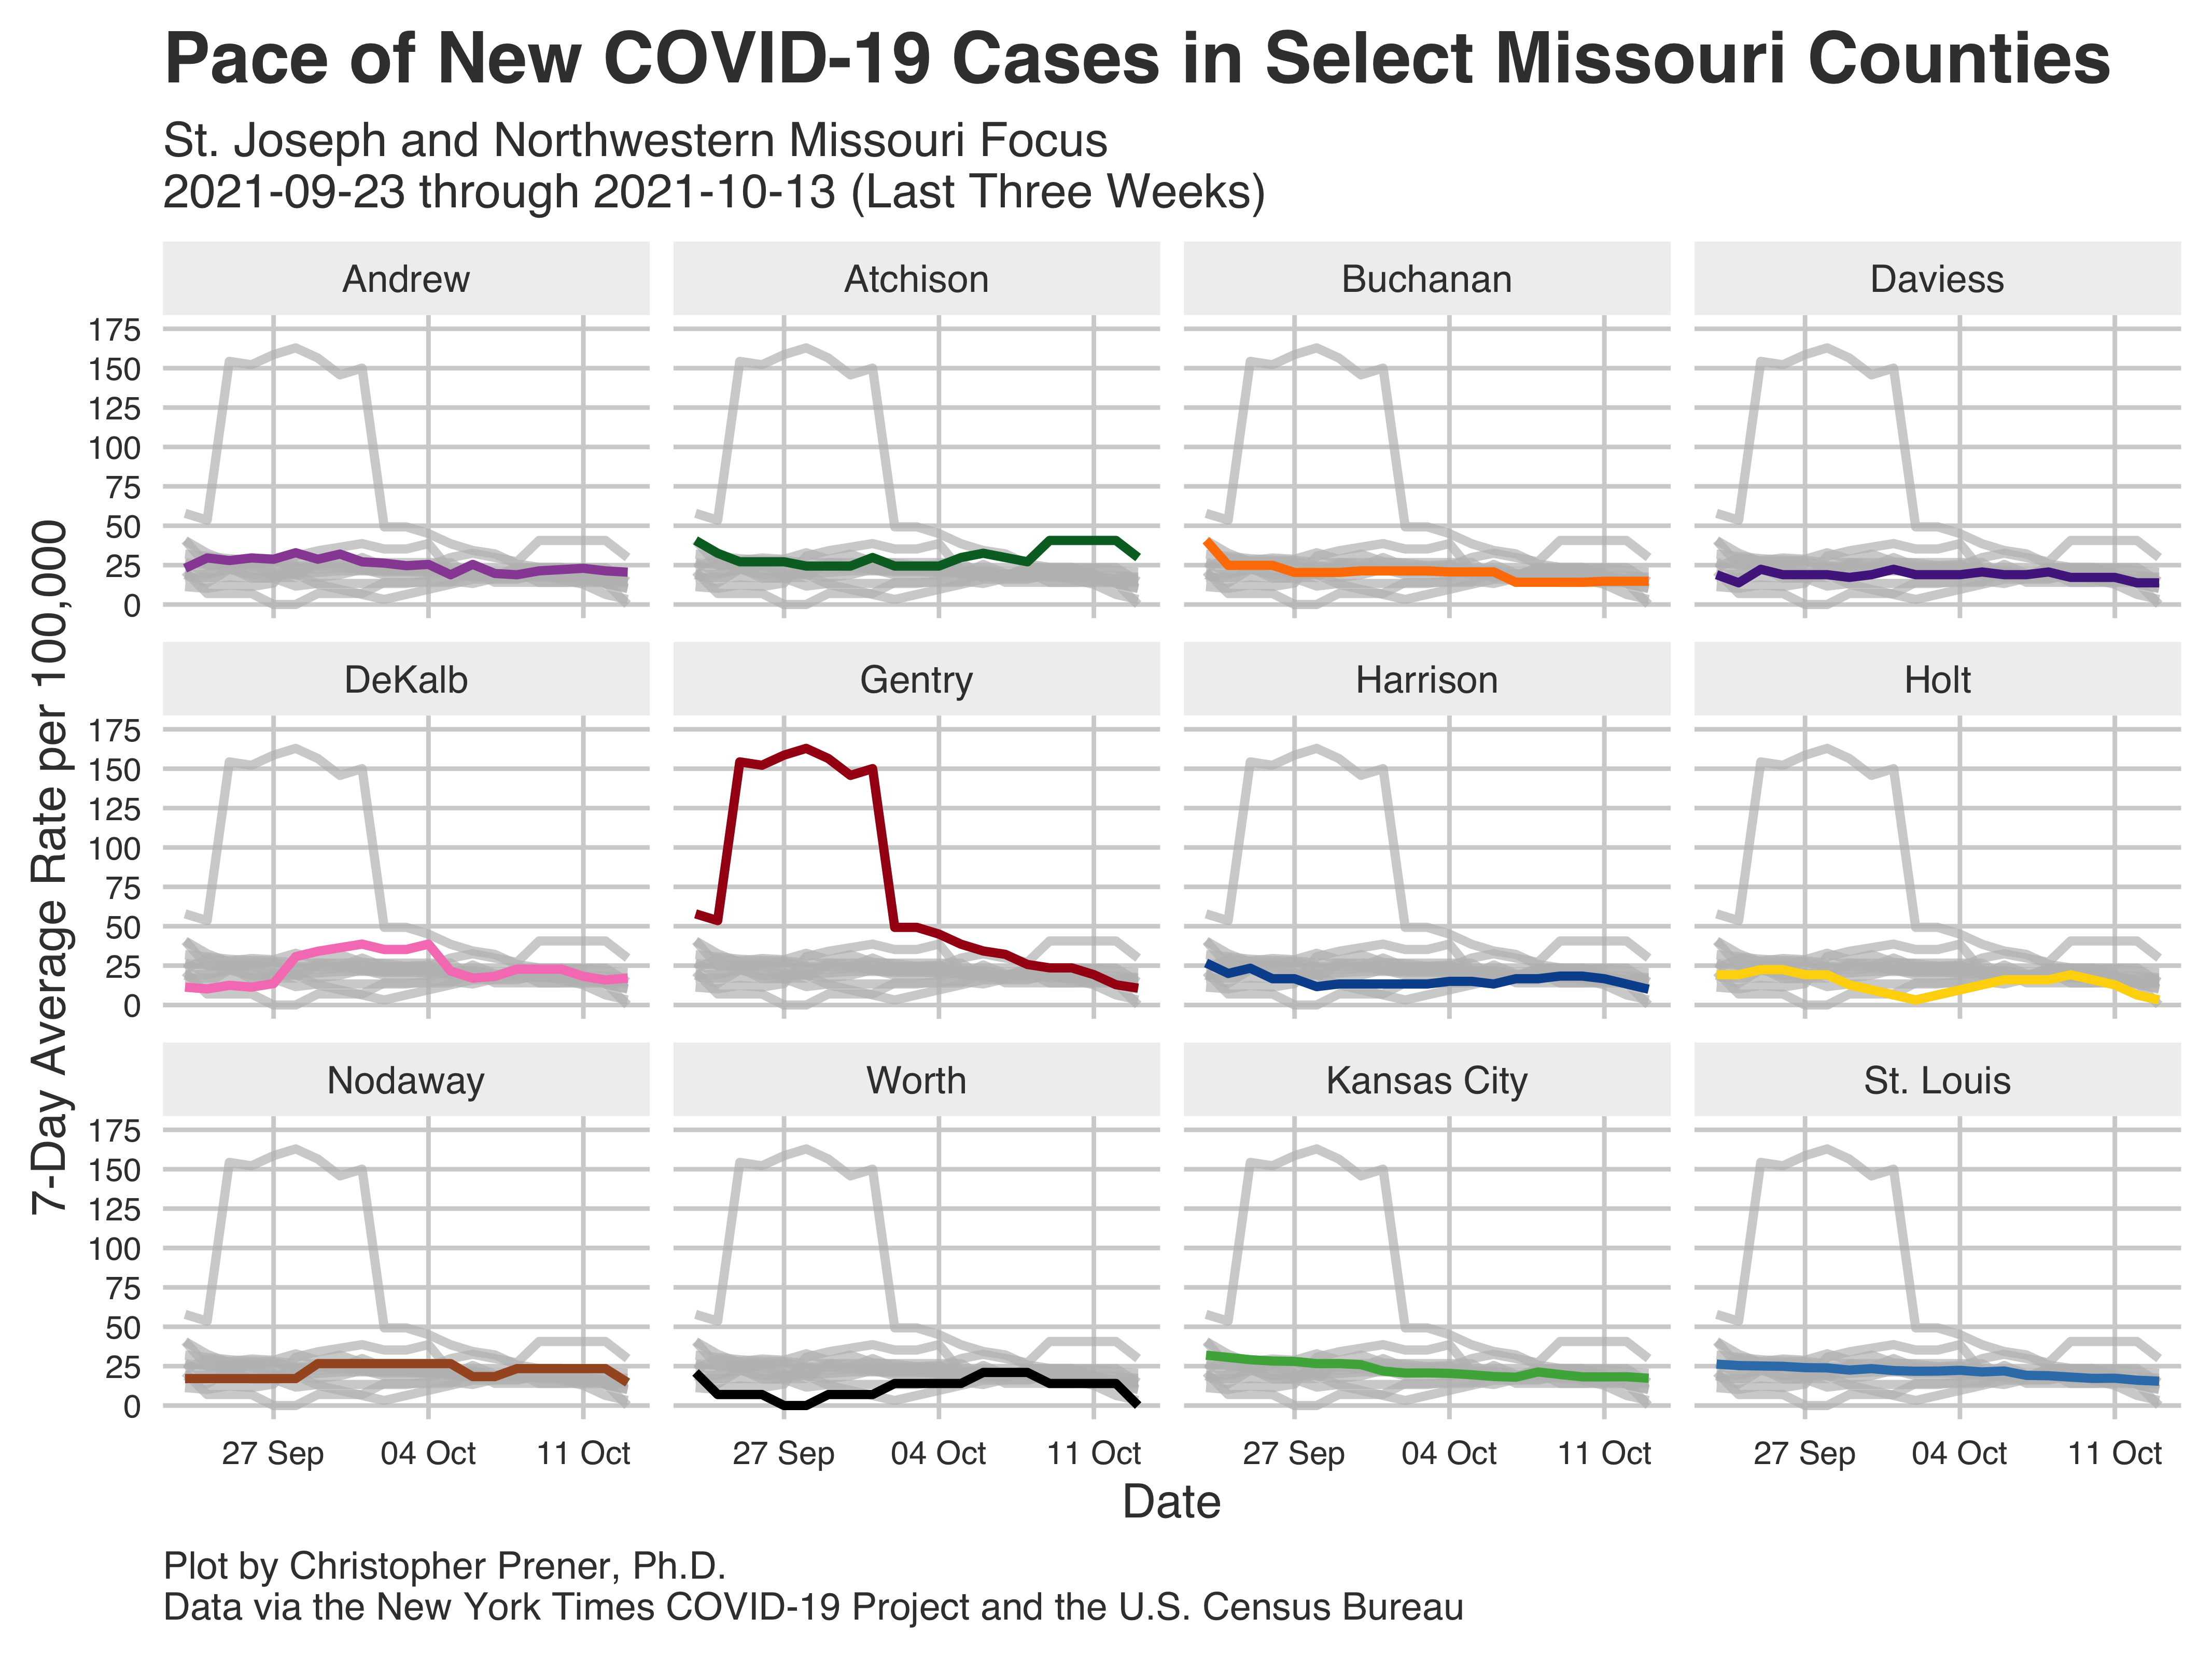 Pace of New COVID-19 Cases in Select Missouri Counties
St. Joseph and Northwestern Missouri Focus
2021-09-23 through 2021-10-13 (Last Three Weeks)
7-Day Average Rate per 100,000
Andrew
Atchison
Buchanan
Daviess
175
150
125
100
75
50
25
0
DeKalb
Gentry
Harrison
Holt
175
150
125
100
75
50
25
0
Nodaway
Worth
Kansas City
St. Louis
175
150
125
100
75
50
25
0
27 Sep 04 Oct 11 Oct
27 Sep 04 Oct 11 Oct
27 Sep 04 Oct 11 Oct
27 Sep 04 Oct 11 Oct
Date
Plot by Christopher Prener, Ph.D.
Data via the New York Times COVID-19 Project and the U.S. Census Bureau